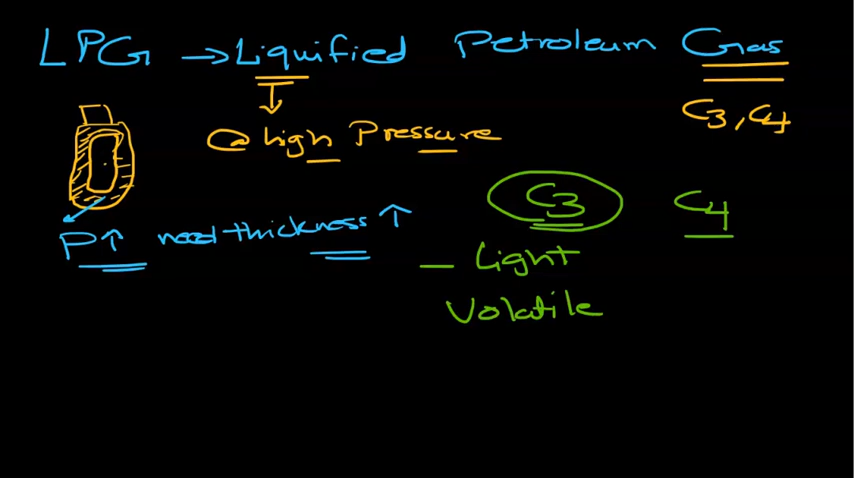 LPG → Liquified Petroleum Gas
C3, C4
@ high Pressure
C3 C4
P↑ need thickness ↑
— Light
Volatile